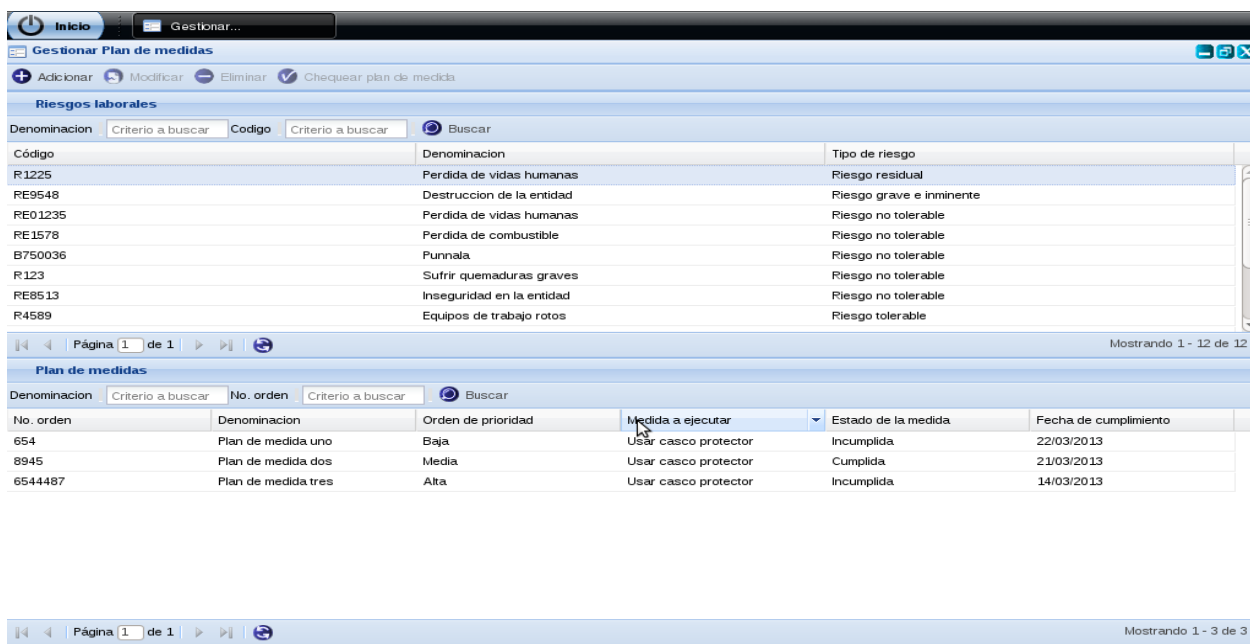 Inicio Gestionar...
Gestionar Plan de medidas
Adicionar Modificar Eliminar Chequear plan de medida
Riesgos laborales
Denominacion Criterio a buscar Codigo Criterio a buscar Buscar
Código Denominacion Tipo de riesgo
R1225 Perdida de vidas humanas Riesgo residual
RE9548 Destruccion de la entidad Riesgo grave e inminente
RE01235 Perdida de vidas humanas Riesgo no tolerable
RE1578 Perdida de combustible Riesgo no tolerable
B750036 Punnala Riesgo no tolerable
R123 Sufrir quemaduras graves Riesgo no tolerable
RE8513 Inseguridad en la entidad Riesgo no tolerable
R4589 Equipos de trabajo rotos Riesgo tolerable
Página 1 de 1 Mostrando 1 - 12 de 12
Plan de medidas
Denominacion Criterio a buscar No. orden Criterio a buscar Buscar
No. orden Denominacion Orden de prioridad Medida a ejecutar Estado de la medida Fecha de cumplimiento
654 Plan de medida uno Baja Usar casco protector Incumplida 22/03/2013
8945 Plan de medida dos Media Usar casco protector Cumplida 21/03/2013
6544487 Plan de medida tres Alta Usar casco protector Incumplida 14/03/2013
Página 1 de 1 Mostrando 1 - 3 de 3